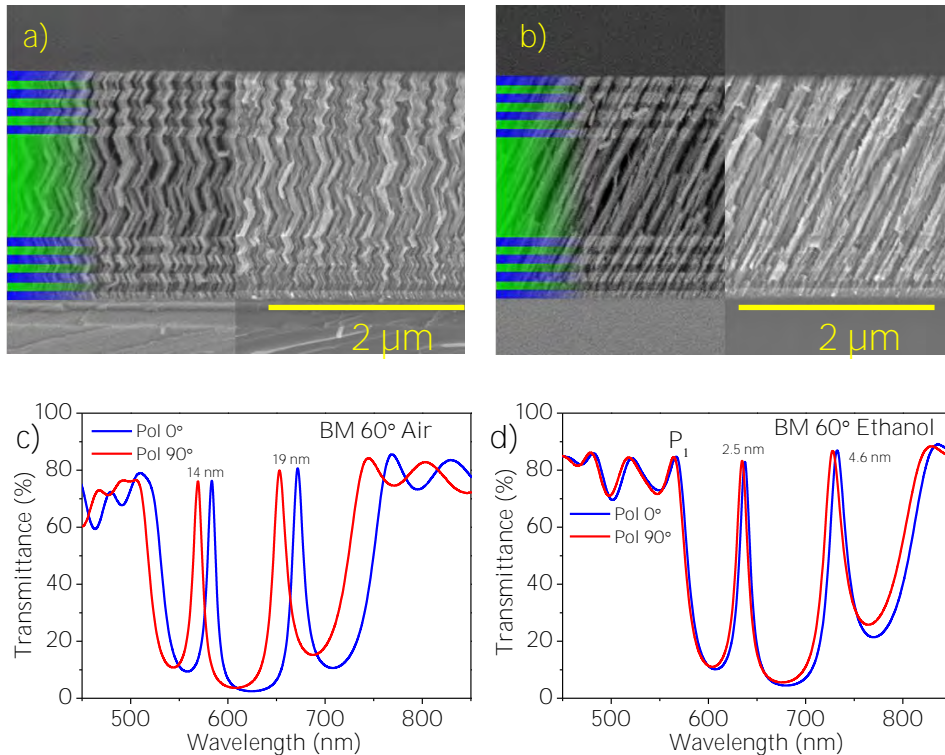 a)
2 µm
b)
2 µm
c)
Pol 0°
Pol 90°
BM 60° Air
14 nm
19 nm
100
80
60
40
20
0
Transmittance (%)
500
600
700
800
Wavelength (nm)
d)
P1
2.5 nm
BM 60° Ethanol
4.6 nm
Pol 0°
Pol 90°
100
80
60
40
20
0
Transmittance (%)
500
600
700
800
Wavelength (nm)